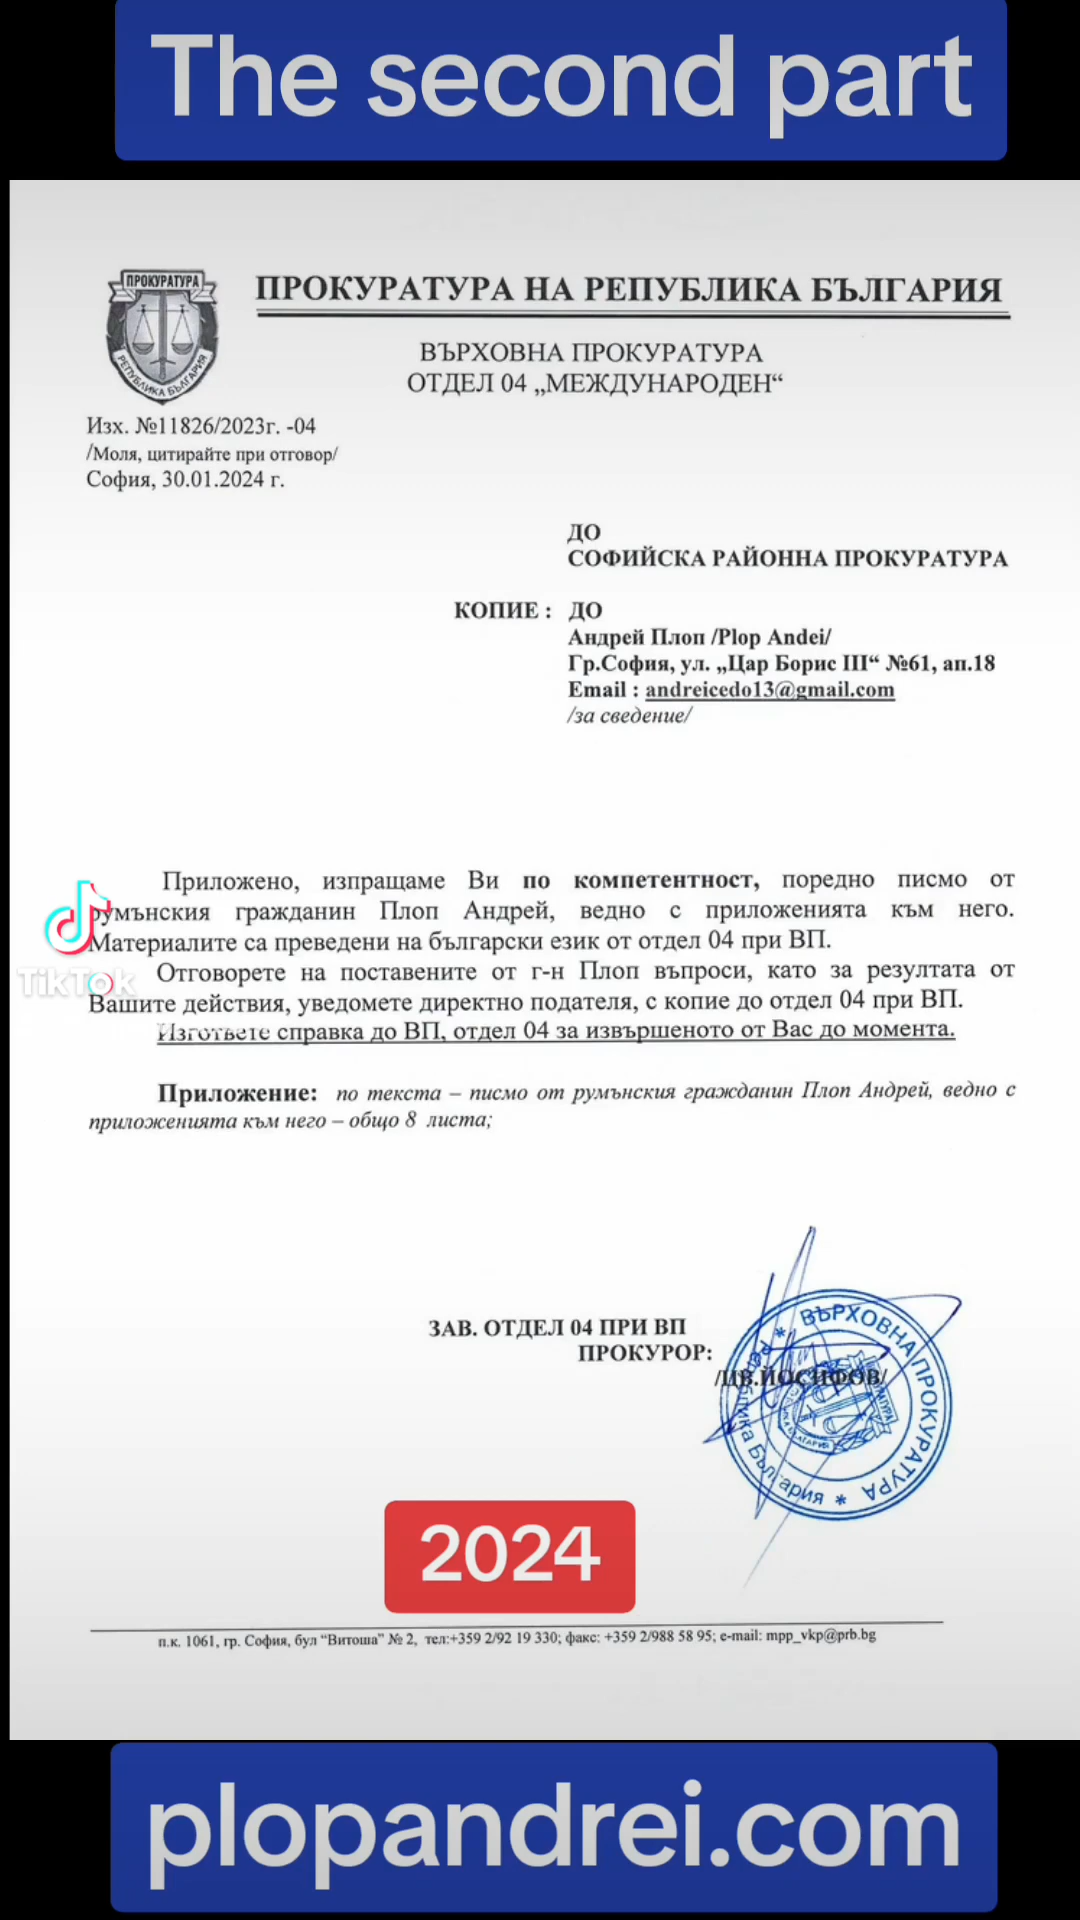 The second part
ПРОКУРАТУРА
РЕПУБЛИКА БЪЛГАРИЯ
ПРОКУРАТУРА НА РЕПУБЛИКА БЪЛГАРИЯ
ВЪРХОВНА ПРОКУРАТУРА
ОТДЕЛ 04 „МЕЖДУНАРОДЕН“
Изх. №11826/2023г. -04
/Моля, цитирайте при отговор/
София, 30.01.2024 г.
ДО
СОФИЙСКА РАЙОННА ПРОКУРАТУРА
КОПИЕ : ДО
Андрей Плоп /Plop Andei/
Гр.София, ул. „Цар Борис III“ №61, ап.18
Email : andreicedo13@gmail.com
/за сведение/
Приложено, изпращаме Ви по компетентност, поредно писмо от
румънския гражданин Плоп Андрей, ведно с приложенията към него.
Материалите са преведени на български език от отдел 04 при ВП.
Отговорете на поставените от г-н Плоп въпроси, като за резултата от
Вашите действия, уведомете директно подателя, с копие до отдел 04 при ВП.
Изгответе справка до ВП, отдел 04 за извършеното от Вас до момента.
TikTok
Приложение: по текста – писмо от румънския гражданин Плоп Андрей, ведно с
приложенията към него – общо 8 листа;
ЗАВ. ОТДЕЛ 04 ПРИ ВП
ПРОКУРОР:
/ЦВ.ЙОСИФОВ/
ВЪРХОВНА ПРОКУРАТУРА * Република България *
2024
п.к. 1061, гр. София, бул “Витоша” № 2, тел:+359 2/92 19 330; факс: +359 2/988 58 95; e-mail: mpp_vkp@prb.bg
plopandrei.com